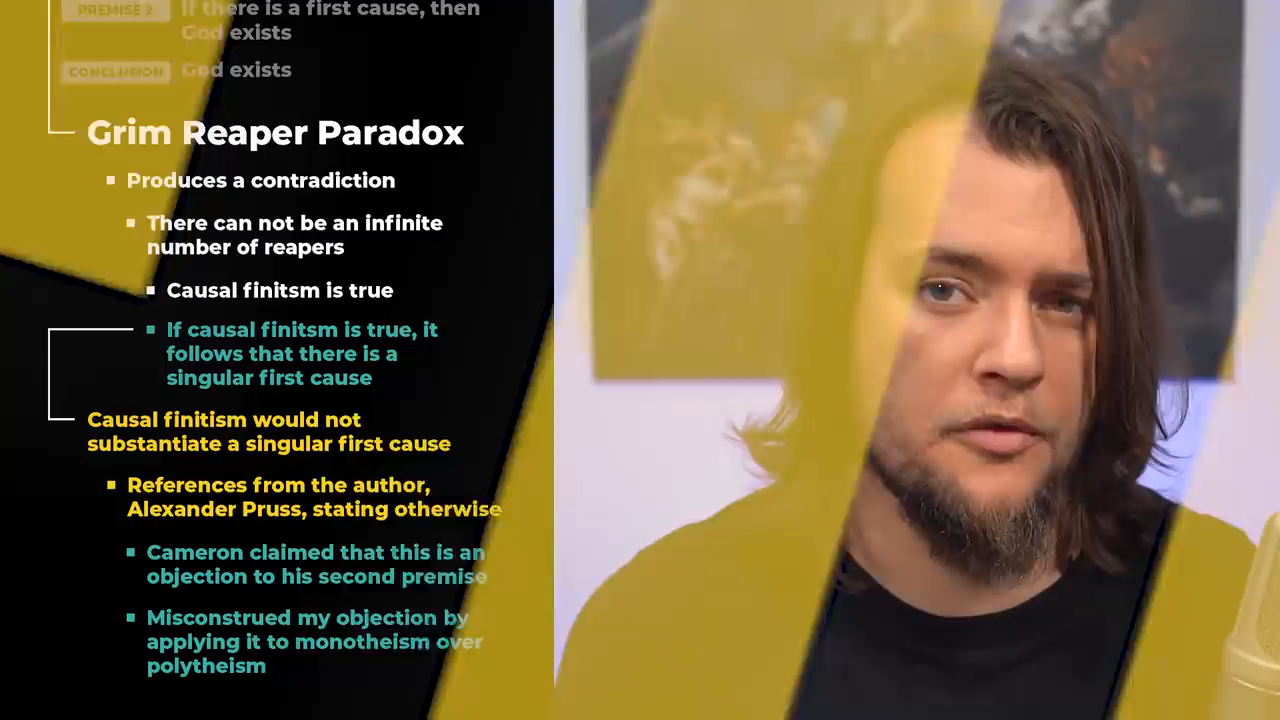 PREMISE 2
If there is a first cause, then
God exists
CONCLUSION
God exists
Grim Reaper Paradox
Produces a contradiction
There can not be an infinite
number of reapers
Causal finitsm is true
If causal finitsm is true, it
follows that there is a
singular first cause
Causal finitism would not
substantiate a singular first cause
References from the author,
Alexander Pruss, stating otherwise
Cameron claimed that this is an
objection to his second premise
Misconstrued my objection by
applying it to monotheism over
polytheism